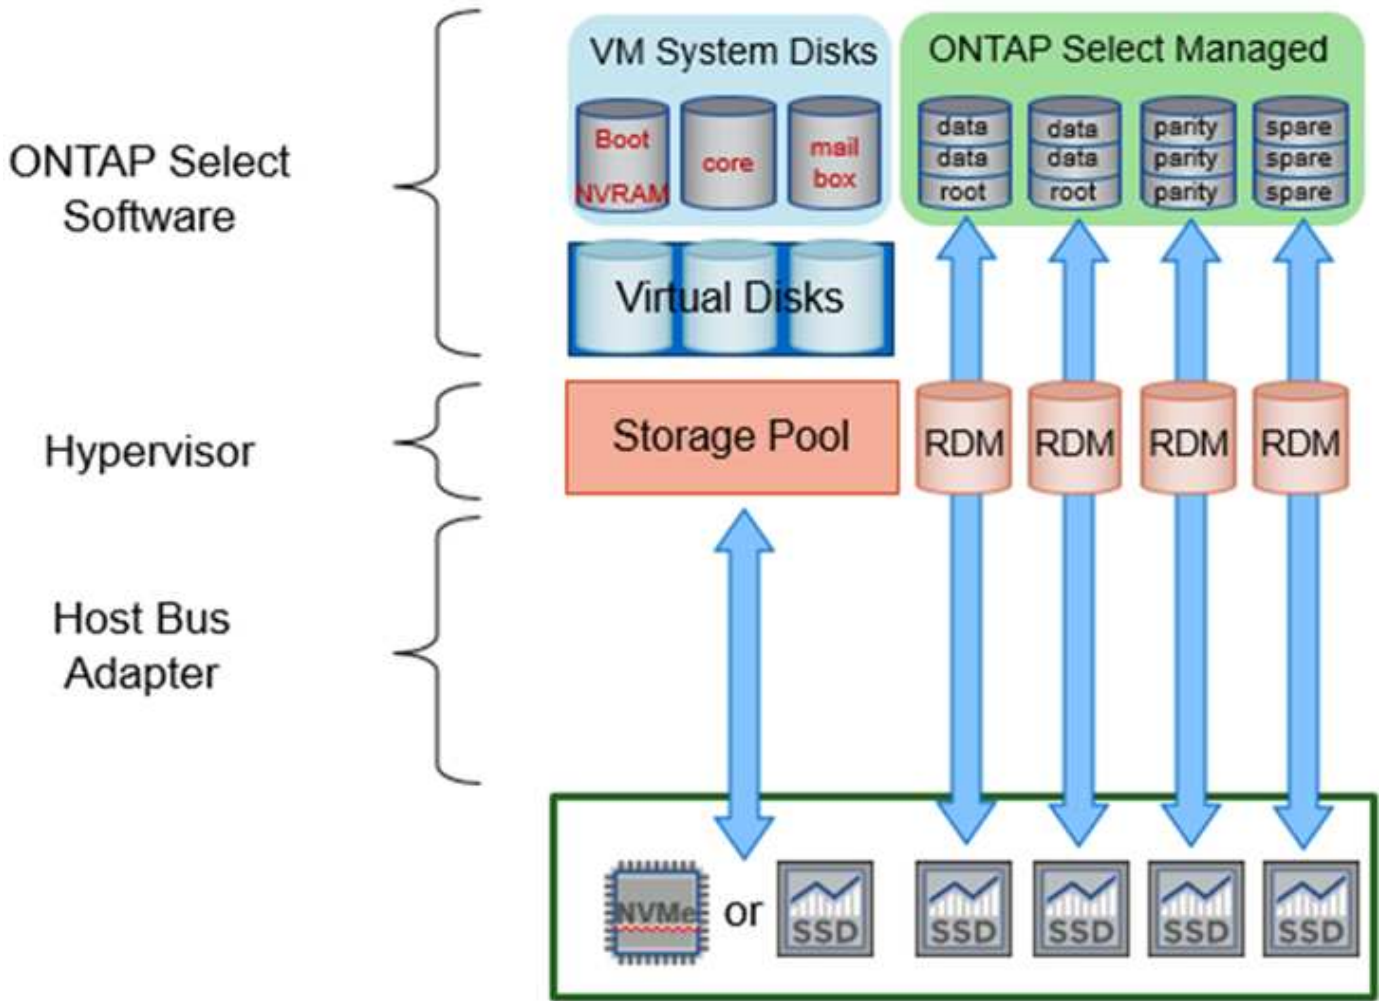 ONTAP Select
Software
VM System Disks
Boot
NVRAM
core
mail
box
ONTAP Select Managed
data
data
root
data
data
root
parity
parity
parity
spare
spare
spare
Virtual Disks
Hypervisor
Storage Pool
RDM
RDM
RDM
RDM
Host Bus
Adapter
NVMe
or
SSD
SSD
SSD
SSD
SSD